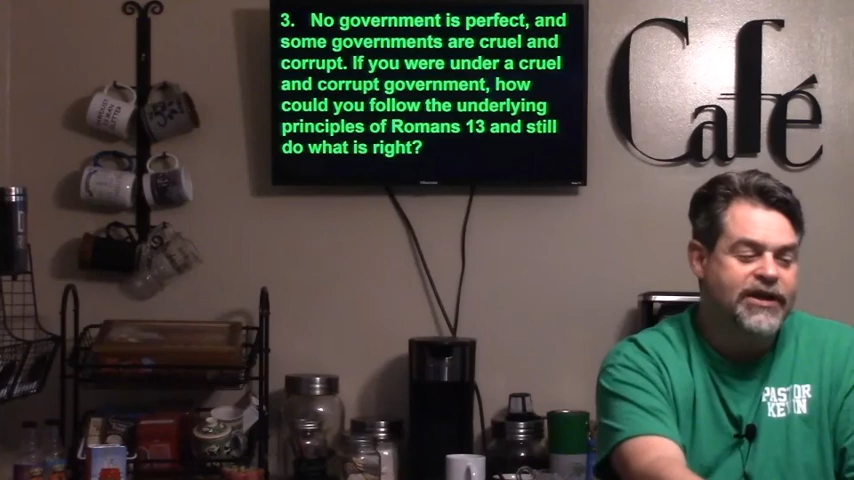 3. No government is perfect, and
some governments are cruel and
corrupt. If you were under a cruel
and corrupt government, how
could you follow the underlying
principles of Romans 13 and still
do what is right?
Café
PASTOR
KEVIN